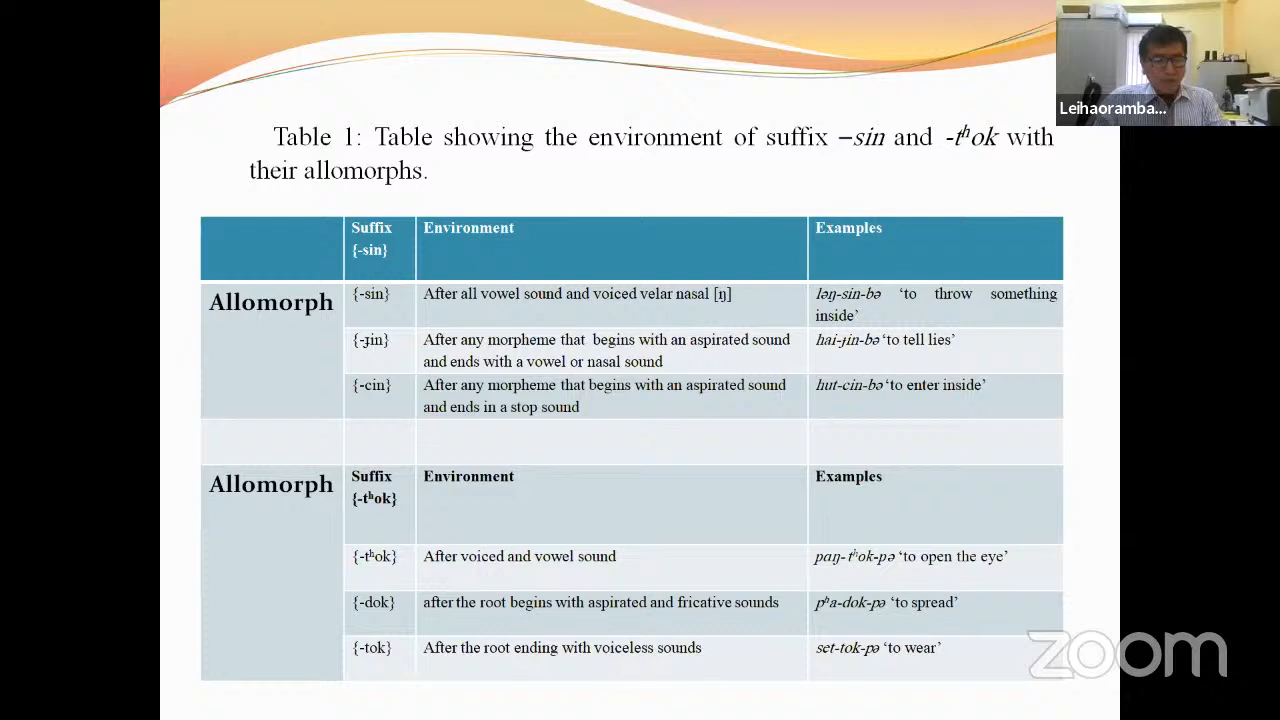 Leihaoramba...
Table 1: Table showing the environment of suffix –sin and -tʰok with
their allomorphs.
Suffix
{-sin}
Environment
Examples
Allomorph
{-sin}
After all vowel sound and voiced velar nasal [ŋ]
ləŋ-sin-bə ‘to throw something
inside’
{-ɟin}
After any morpheme that begins with an aspirated sound
and ends with a vowel or nasal sound
hai-ɟin-bə ‘to tell lies’
{-cin}
After any morpheme that begins with an aspirated sound
and ends in a stop sound
hut-cin-bə ‘to enter inside’
Allomorph
Suffix
{-tʰok}
Environment
Examples
{-tʰok}
After voiced and vowel sound
pɑŋ-tʰok-pə ‘to open the eye’
{-dok}
after the root begins with aspirated and fricative sounds
pʰa-dok-pə ‘to spread’
{-tok}
After the root ending with voiceless sounds
set-tok-pə ‘to wear’
zoom